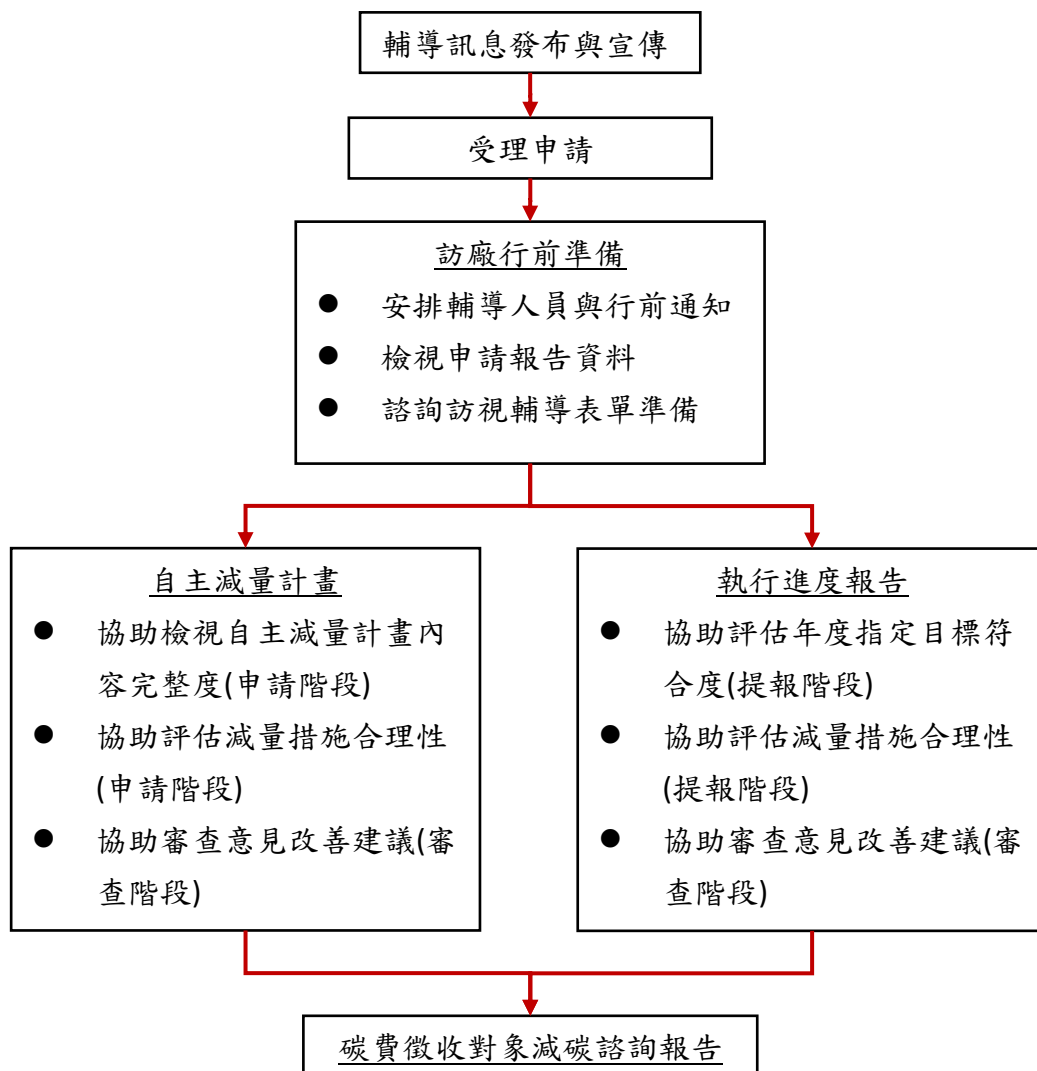 輔導訊息發布與宣傳
受理申請
訪廠行前準備
● 安排輔導人員與行前通知
● 檢視申請報告資料
● 諮詢訪視輔導表單準備
自主減量計畫
● 協助檢視自主減量計畫內
容完整度(申請階段)
● 協助評估減量措施合理性
(申請階段)
● 協助審查意見改善建議(審
查階段)
執行進度報告
● 協助評估年度指定目標符
合度(提報階段)
● 協助評估減量措施合理性
(提報階段)
● 協助審查意見改善建議(審
查階段)
碳費徵收對象減碳諮詢報告